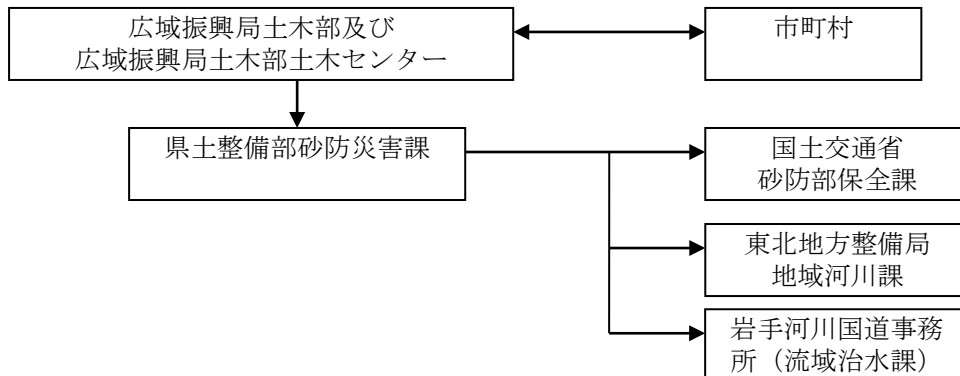 広域振興局土木部及び
広域振興局土木部土木センター
市町村
県土整備部砂防災害課
国土交通省
砂防部保全課
東北地方整備局
地域河川課
岩手河川国道事務
所（流域治水課）